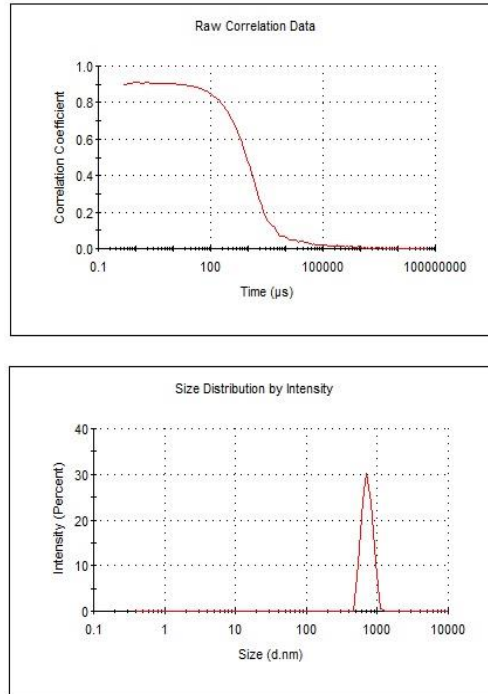 Raw Correlation Data
Correlation Coefficient
1.0
0.8
0.6
0.4
0.2
0.0
0.1 100 100000 100000000
Time (µs)
Size Distribution by Intensity
Intensity (Percent)
40
30
20
10
0
0.1 1 10 100 1000 10000
Size (d.nm)